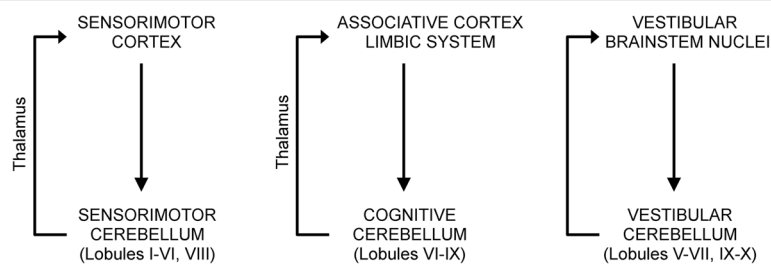 SENSORIMOTOR
CORTEX
Thalamus
SENSORIMOTOR
CEREBELLUM
(Lobules I-VI, VIII)
ASSOCIATIVE CORTEX
LIMBIC SYSTEM
Thalamus
COGNITIVE
CEREBELLUM
(Lobules VI-IX)
VESTIBULAR
BRAINSTEM NUCLEI
VESTIBULAR
CEREBELLUM
(Lobules V-VII, IX-X)